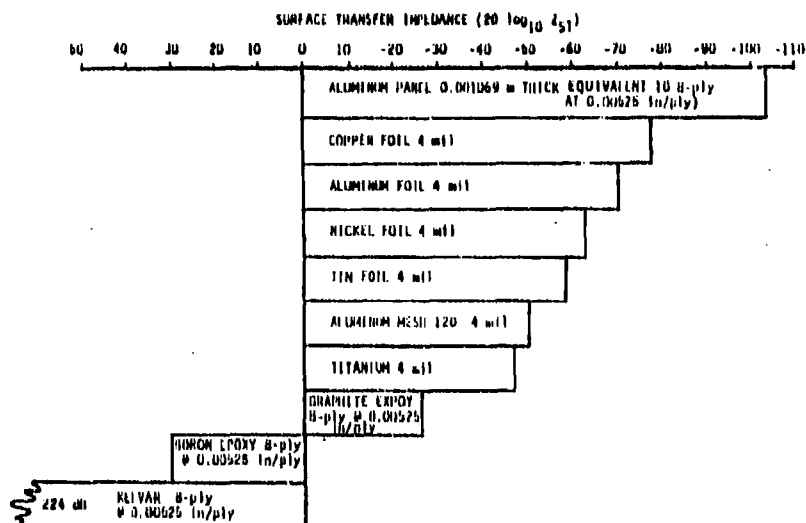 SURFACE TRANSFER IMPEDANCE (20 log10 ZST)
50 40 30 20 10 0 -10 -20 -30 -40 -50 -60 -70 -80 -90 -100 -110
ALUMINUM PANEL 0.001069 m THICK EQUIVALENT TO 8-ply
AT 0.00525 in/ply)
COPPER FOIL 4 mil
ALUMINUM FOIL 4 mil
NICKEL FOIL 4 mil
TIN FOIL 4 mil
ALUMINUM MESH 120 4 mil
TITANIUM 4 mil
GRAPHITE EXPOY
8-ply @ 0.00525
in/ply
BORON EPOXY 8-ply
@ 0.00525 in/ply
224 dB KEVLAR 8-ply
@ 0.00525 in/ply